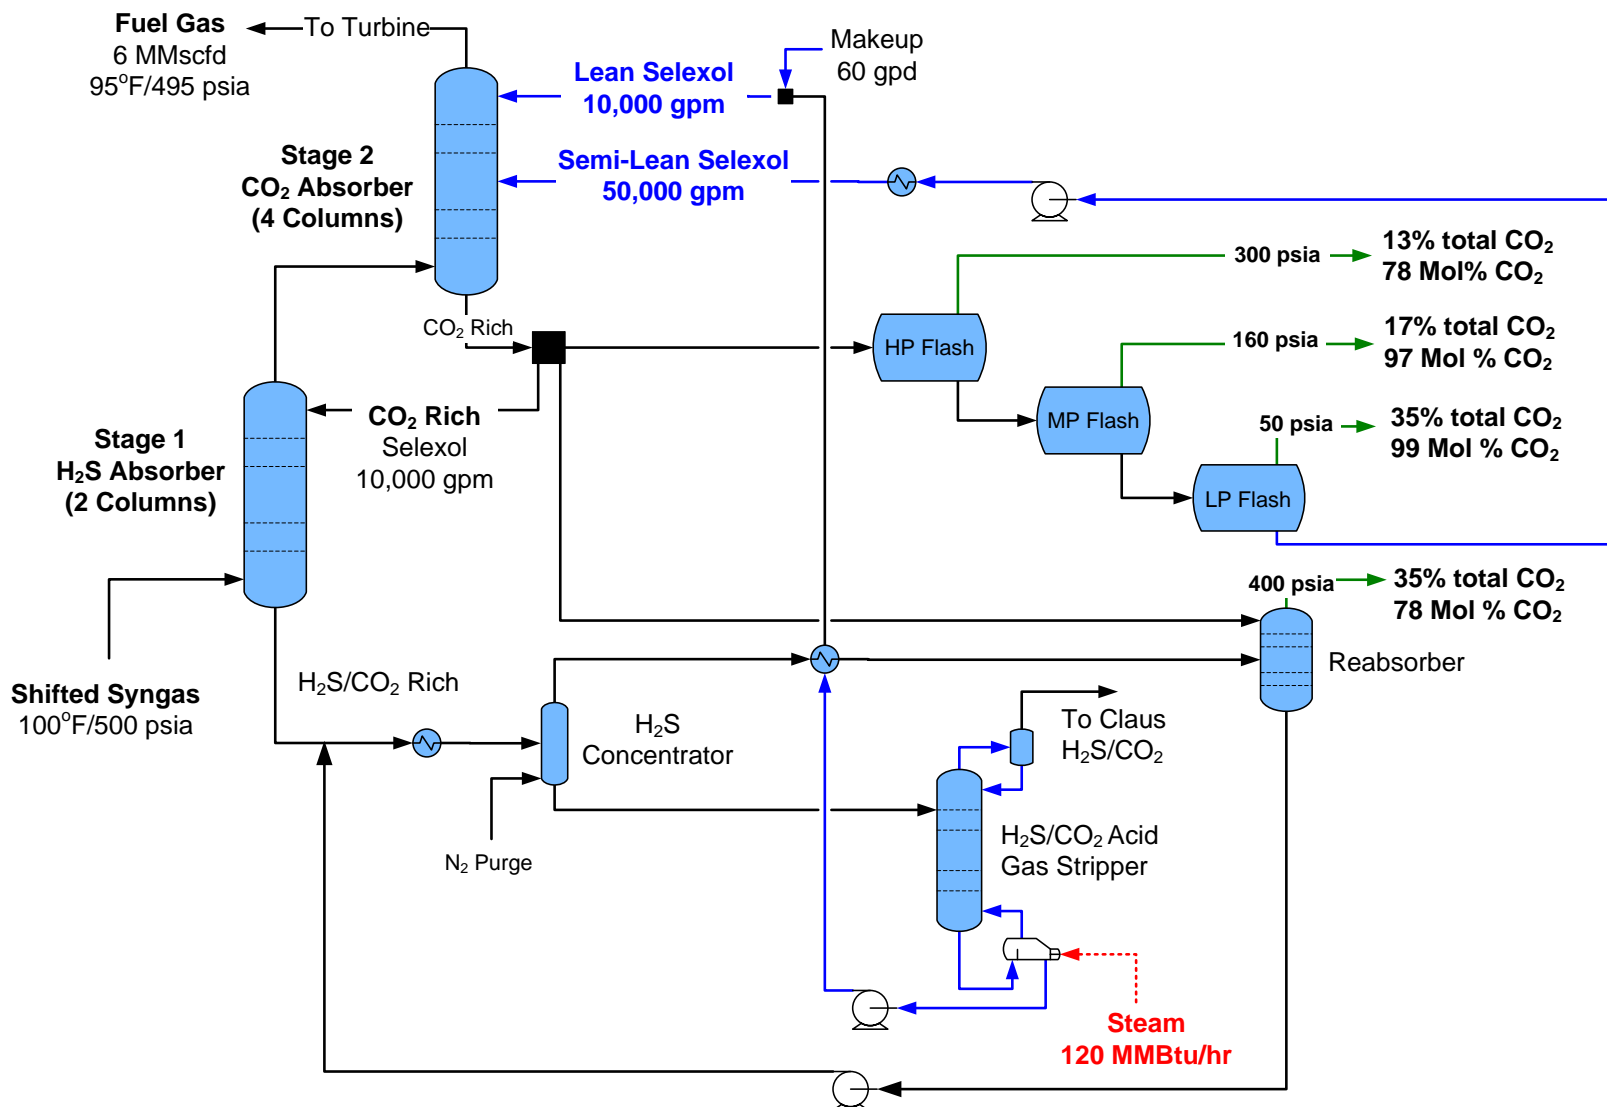 Fuel Gas
6 MMscfd
95°F/495 psia
To Turbine
Makeup
60 gpd
Lean Selexol
10,000 gpm
Stage 2
CO₂ Absorber
(4 Columns)
Semi-Lean Selexol
50,000 gpm
300 psia
13% total CO₂
78 Mol% CO₂
CO₂ Rich
HP Flash
160 psia
17% total CO₂
97 Mol % CO₂
MP Flash
50 psia
35% total CO₂
99 Mol % CO₂
LP Flash
Stage 1
H₂S Absorber
(2 Columns)
CO₂ Rich
Selexol
10,000 gpm
400 psia
35% total CO₂
78 Mol % CO₂
Reabsorber
Shifted Syngas
100°F/500 psia
H₂S/CO₂ Rich
H₂S
Concentrator
To Claus
H₂S/CO₂
N₂ Purge
H₂S/CO₂ Acid
Gas Stripper
Steam
120 MMBtu/hr